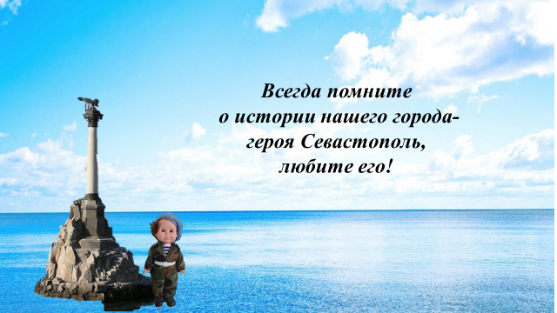 Всегда помните
о истории нашего города-
героя Севастополь,
любите его!